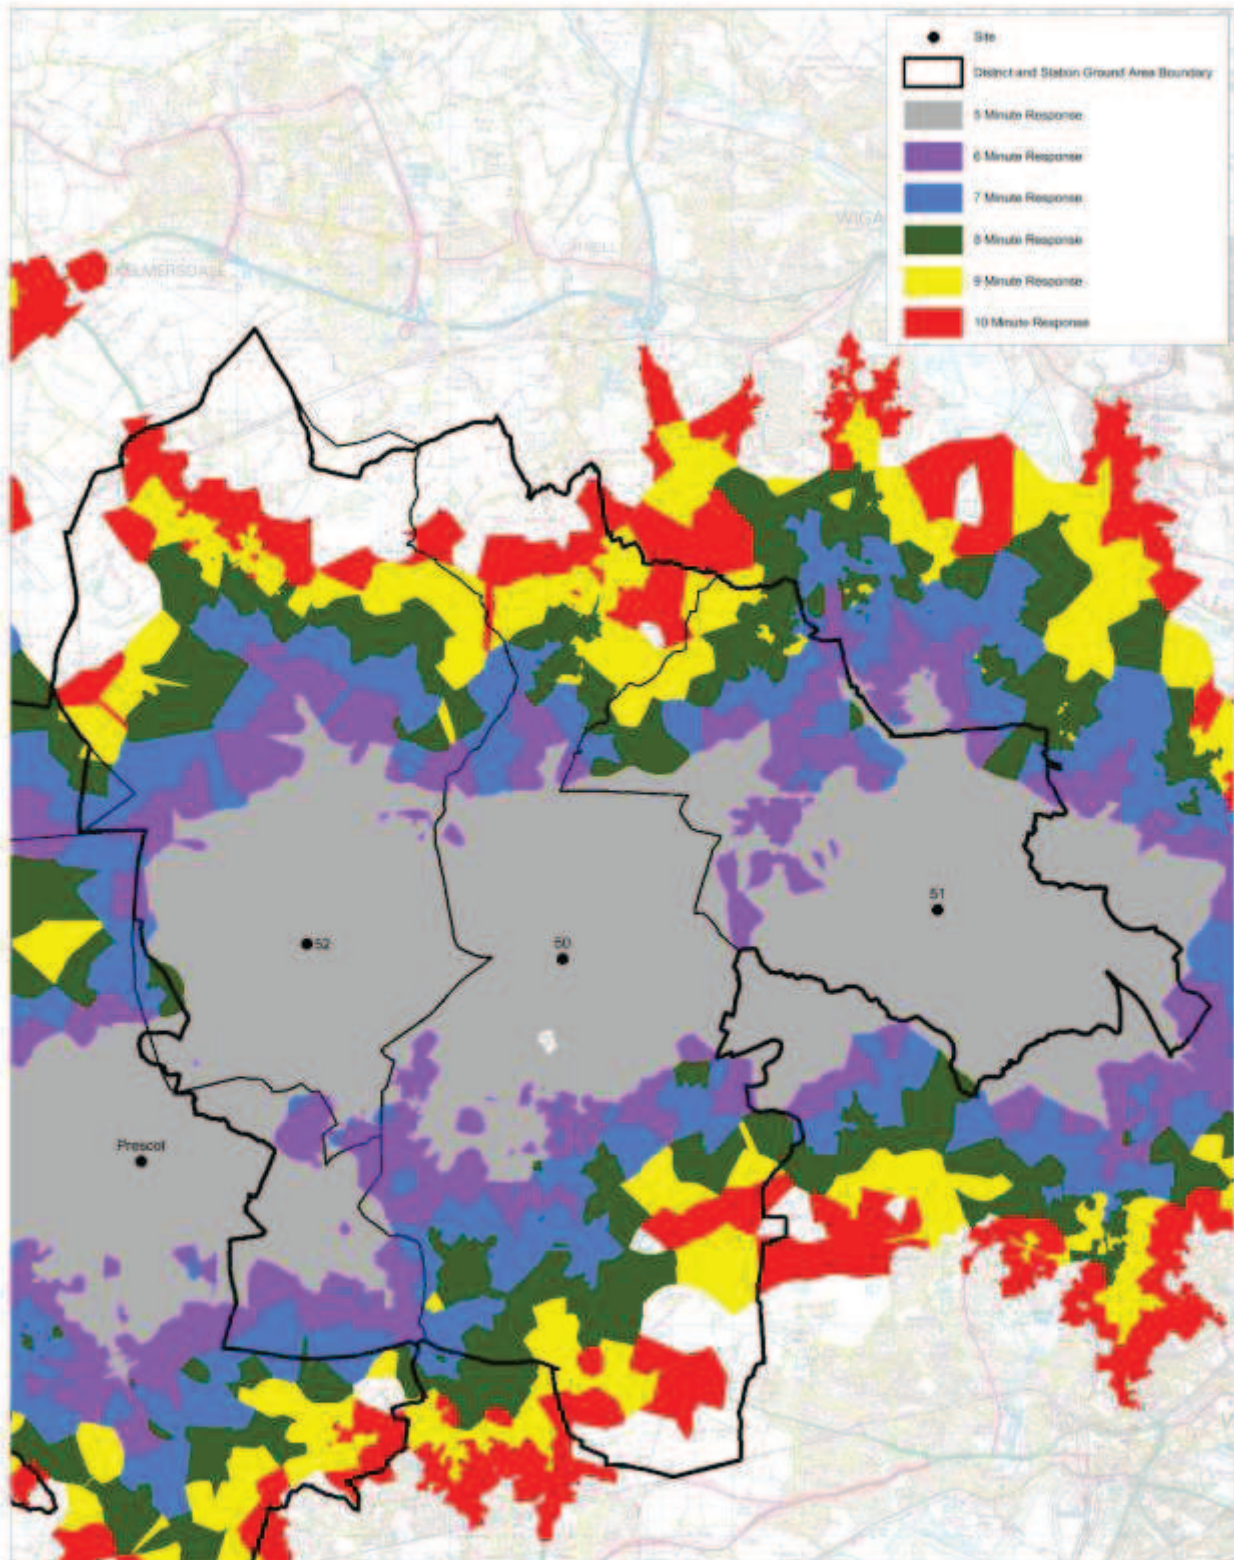 Site
District and Station Ground Area Boundary
5 Minute Response
6 Minute Response
7 Minute Response
8 Minute Response
9 Minute Response
10 Minute Response
51
52
50
Prescot